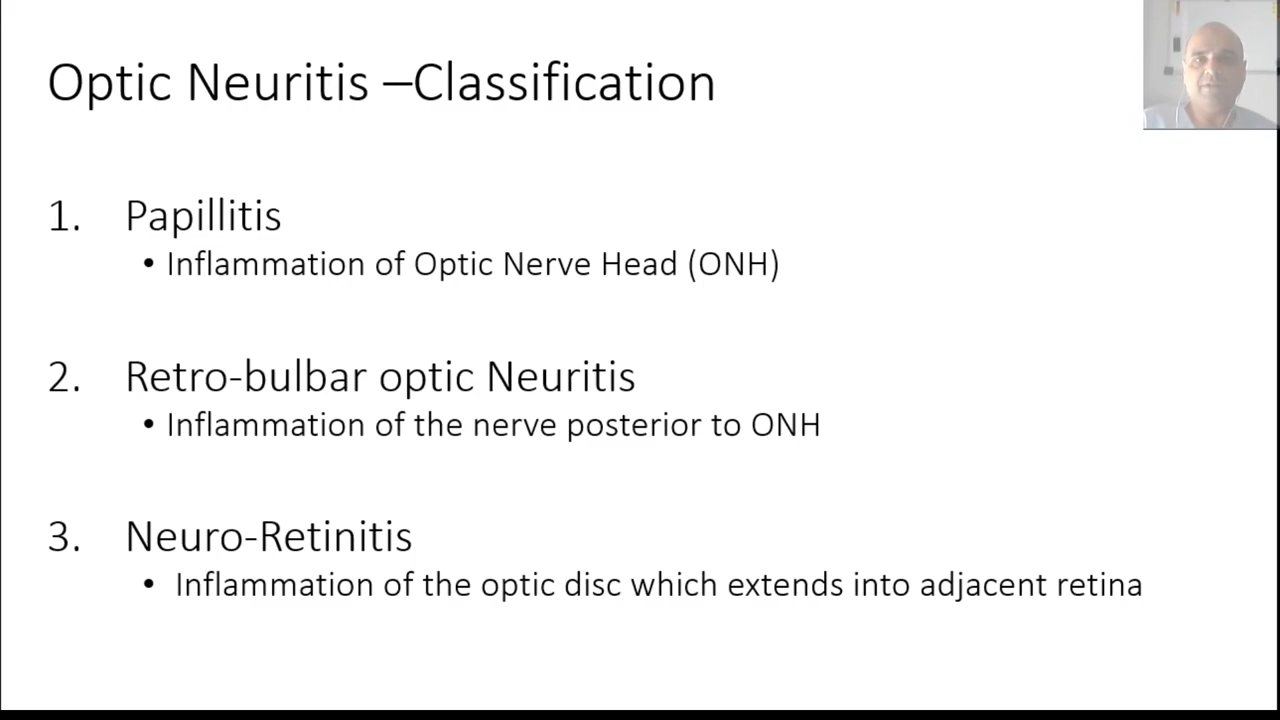 Optic Neuritis –Classification
1. Papillitis
• Inflammation of Optic Nerve Head (ONH)
2. Retro-bulbar optic Neuritis
• Inflammation of the nerve posterior to ONH
3. Neuro-Retinitis
• Inflammation of the optic disc which extends into adjacent retina